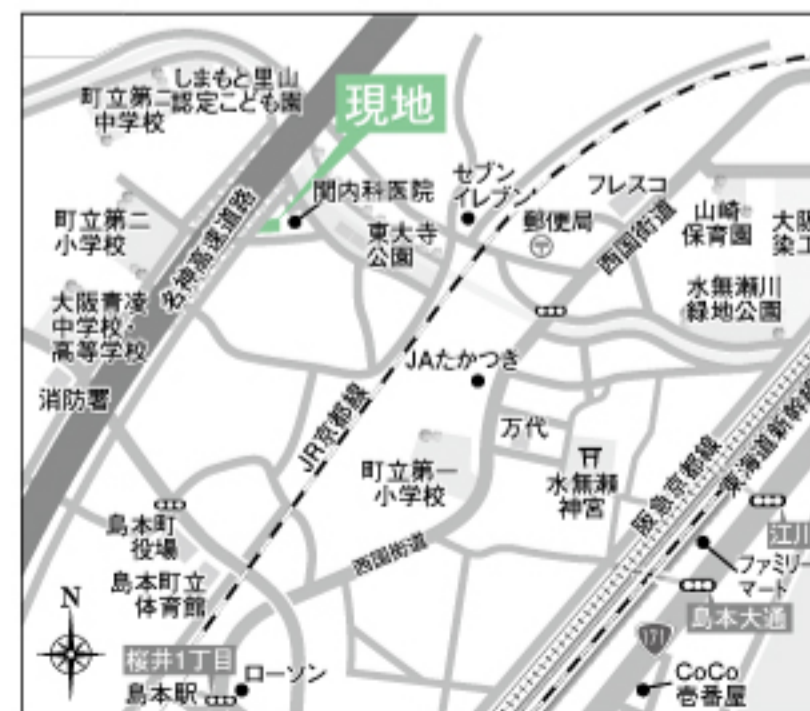 しまもと里山
認定こども園
町立第二
中学校
現地
関内科医院
セブン
イレブン
フレスコ
郵便局
山崎
保育園
町立第二
小学校
名神高速道路
東大寺
公園
西国街道
水無瀬川
緑地公園
大阪青凌
中学校・
高等学校
消防署
JAたかつき
JR京都線
万代
町立第一
小学校
水無瀬
神宮
阪急京都線
東海道新幹線
島本町
役場
西国街道
江川
ファミリー
マート
島本町立
体育館
島本大通
171
N
桜井1丁目
島本駅
ローソン
CoCo
壱番屋